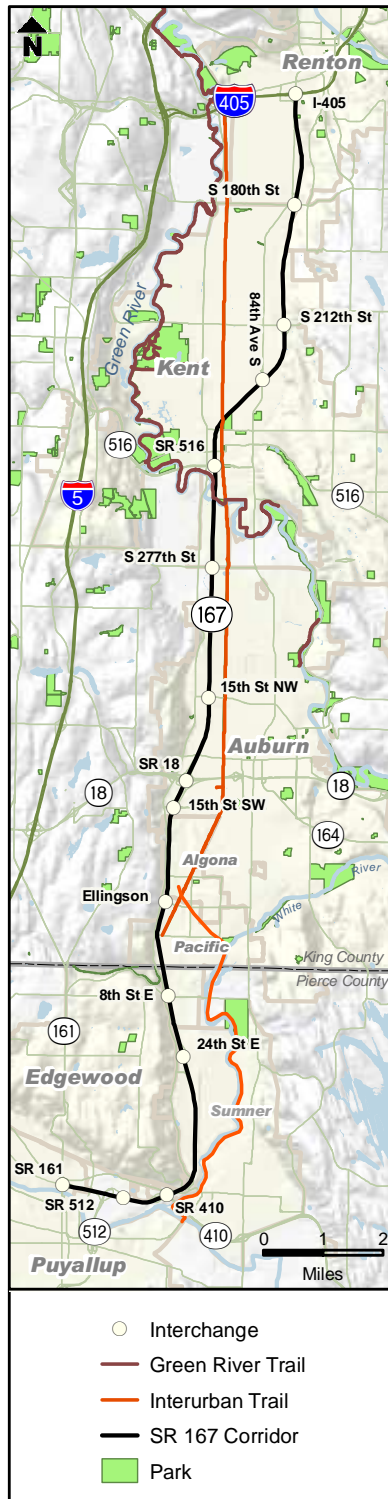 N
Renton
405
I-405
S 180th St
Green River
84th Ave S
S 212th St
Kent
516
SR 516
516
5
S 277th St
167
15th St NW
Auburn
SR 18
18
18
15th St SW
164
Algona
Ellingson
White
River
Pacific
King County
Pierce County
8th St E
161
24th St E
Edgewood
Sumner
SR 161
SR 512
SR 410
512
410
0 1 2
Miles
Puyallup
Interchange
Green River Trail
Interurban Trail
SR 167 Corridor
Park